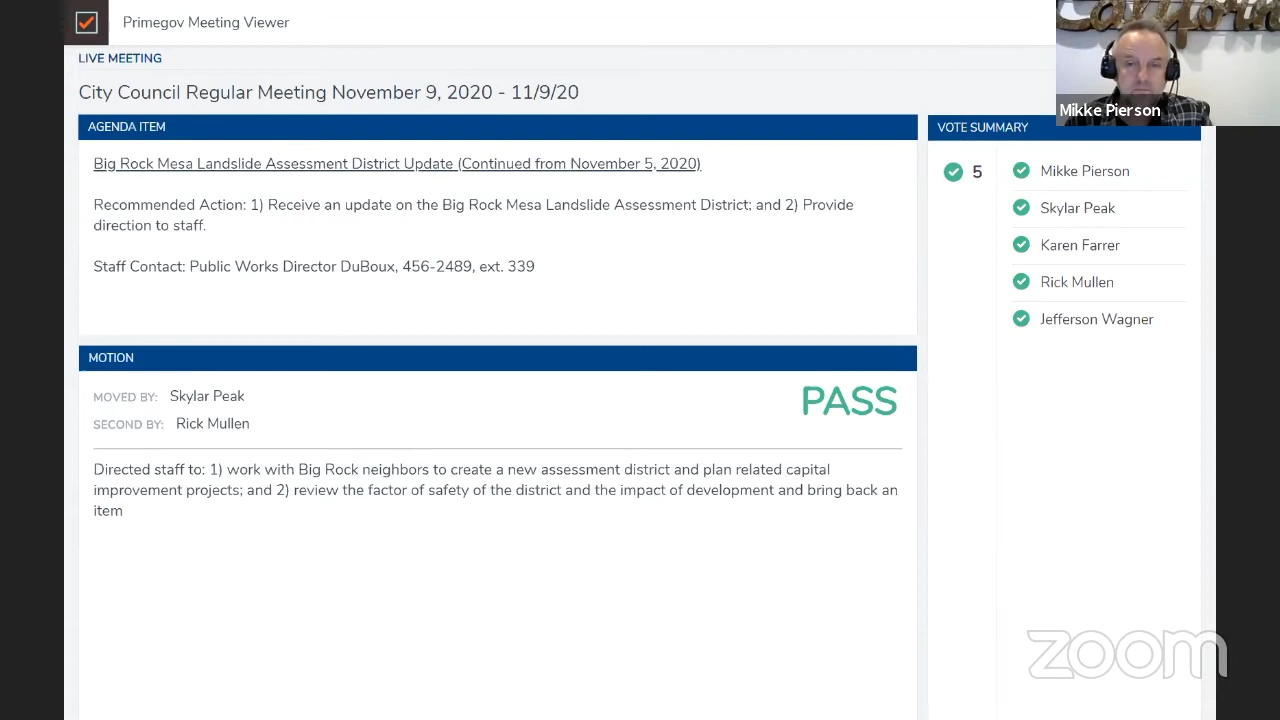 Primegov Meeting Viewer
LIVE MEETING
City Council Regular Meeting November 9, 2020 - 11/9/20
AGENDA ITEM
Big Rock Mesa Landslide Assessment District Update (Continued from November 5, 2020)
Recommended Action: 1) Receive an update on the Big Rock Mesa Landslide Assessment District; and 2) Provide
direction to staff.
Staff Contact: Public Works Director DuBoux, 456-2489, ext. 339
MOTION
MOVED BY: Skylar Peak
SECOND BY: Rick Mullen
PASS
Directed staff to: 1) work with Big Rock neighbors to create a new assessment district and plan related capital
improvement projects; and 2) review the factor of safety of the district and the impact of development and bring back an
item
Mikke Pierson
VOTE SUMMARY
5
Mikke Pierson
Skylar Peak
Karen Farrer
Rick Mullen
Jefferson Wagner
zoom